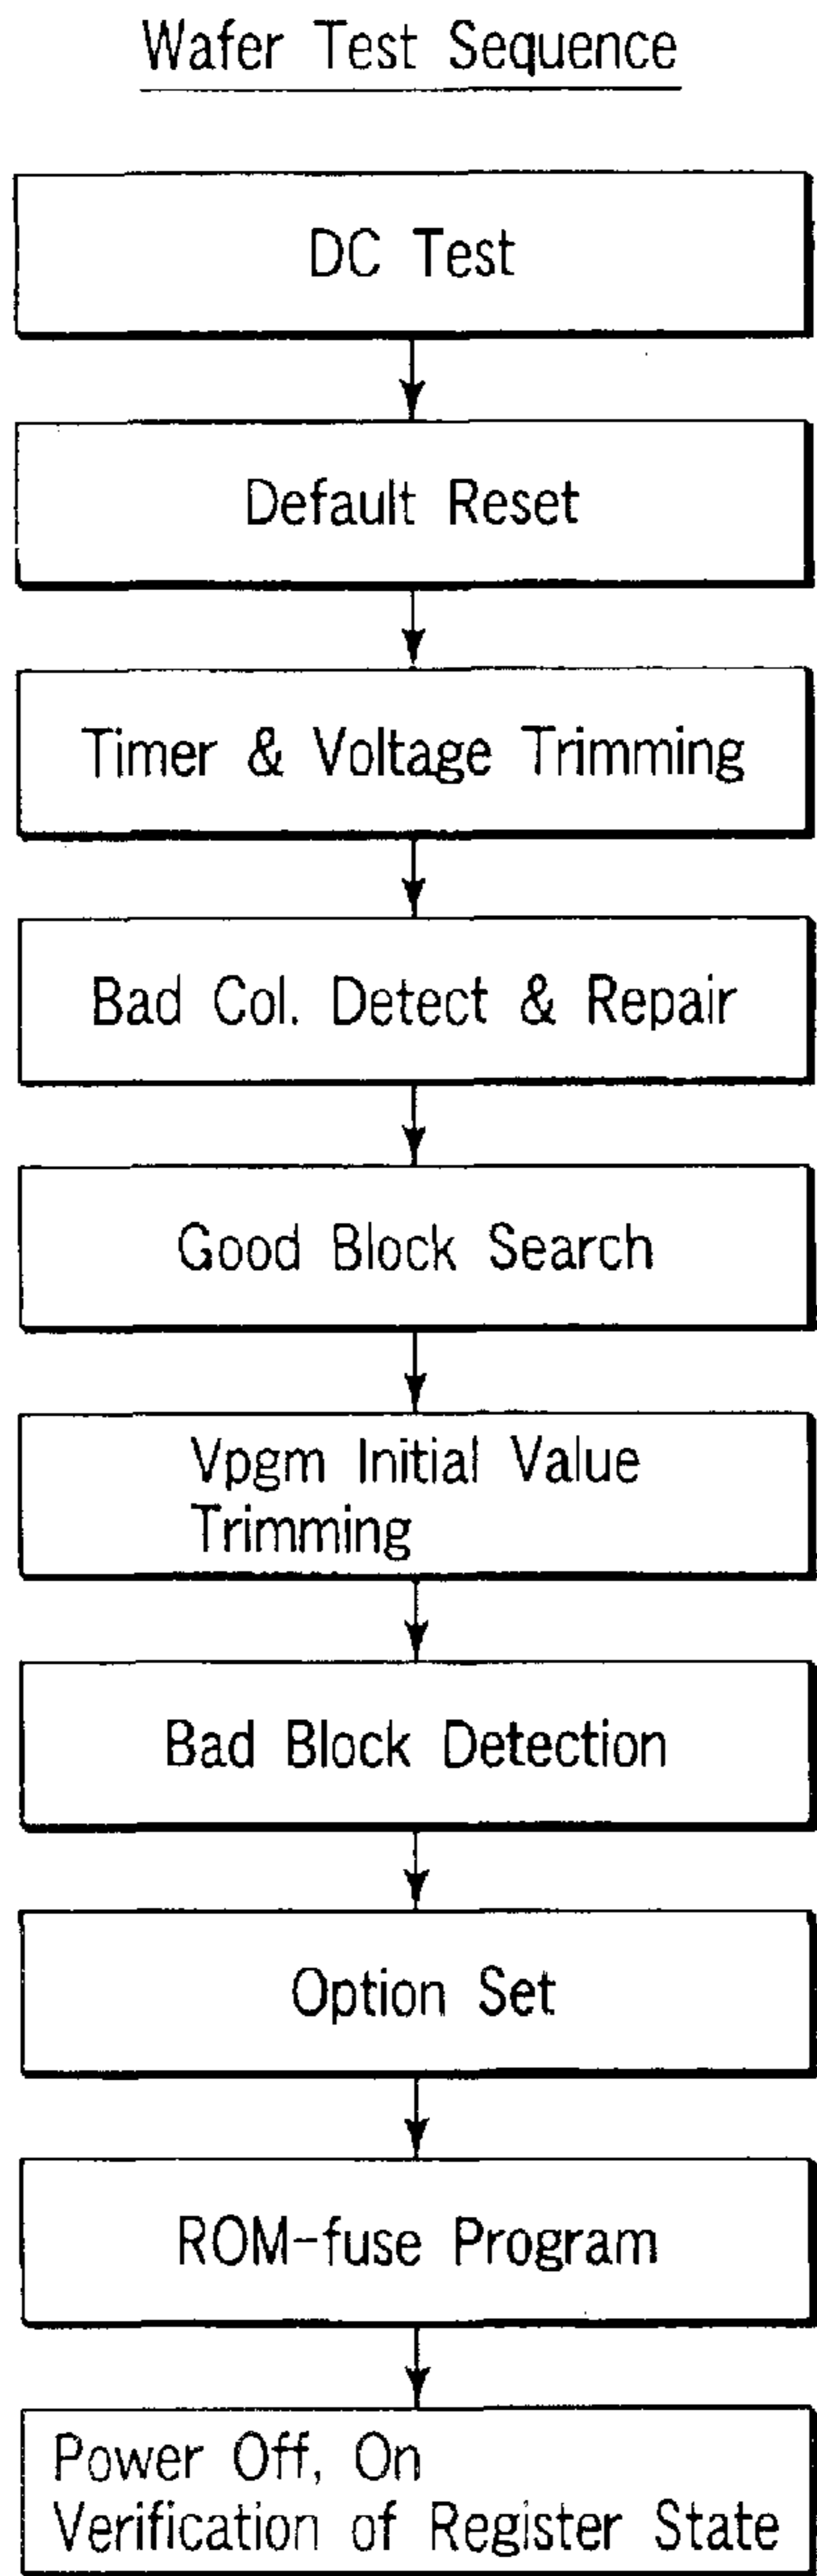 Wafer Test Sequence
DC Test
Default Reset
Timer & Voltage Trimming
Bad Col. Detect & Repair
Good Block Search
Vpgm Initial Value
Trimming
Bad Block Detection
Option Set
ROM-fuse Program
Power Off, On
Verification of Register State